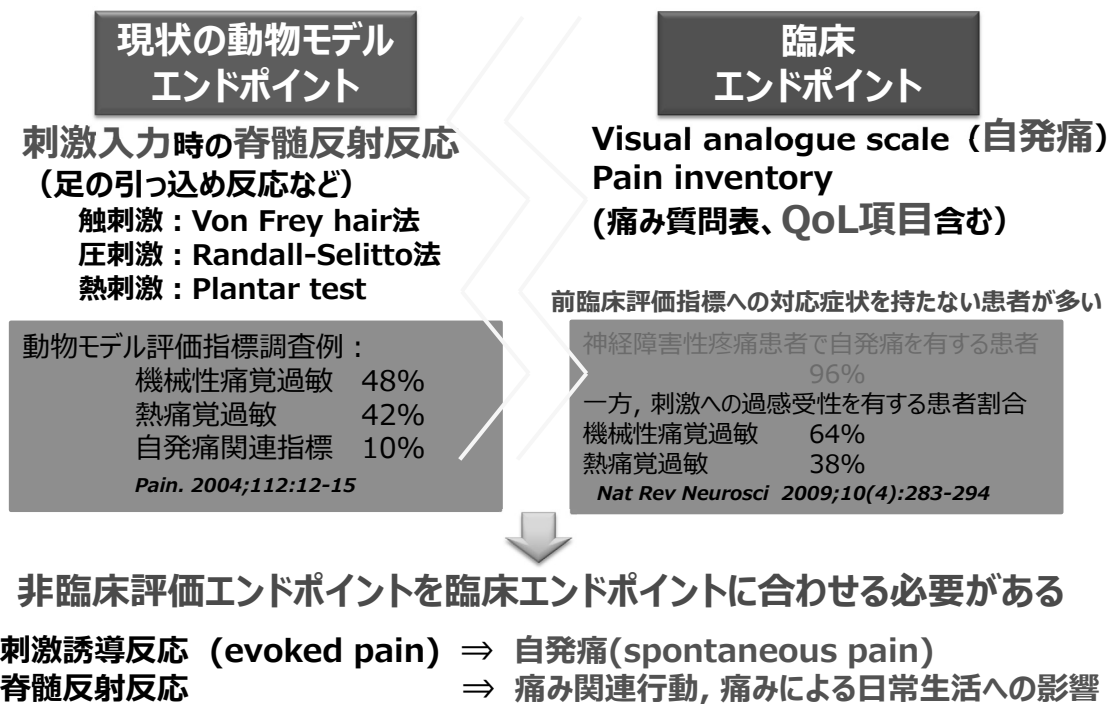 現状の動物モデル
エンドポイント
刺激入力時の脊髄反射反応
（足の引っ込め反応など）
触刺激：Von Frey hair法
圧刺激：Randall-Selitto法
熱刺激：Plantar test
動物モデル評価指標調査例：
機械性痛覚過敏　48%
熱痛覚過敏　42%
自発痛関連指標　10%
Pain. 2004;112:12-15
臨床
エンドポイント
Visual analogue scale（自発痛）
Pain inventory
(痛み質問表、QoL項目含む）
前臨床評価指標への対応症状を持たない患者が多い
神経障害性疼痛患者で自発痛を有する患者
96%
一方, 刺激への過感受性を有する患者割合
機械性痛覚過敏　64%
熱痛覚過敏　38%
Nat Rev Neurosci 2009;10(4):283-294
非臨床評価エンドポイントを臨床エンドポイントに合わせる必要がある
刺激誘導反応 (evoked pain) ⇒ 自発痛(spontaneous pain)
脊髄反射反応 ⇒ 痛み関連行動, 痛みによる日常生活への影響